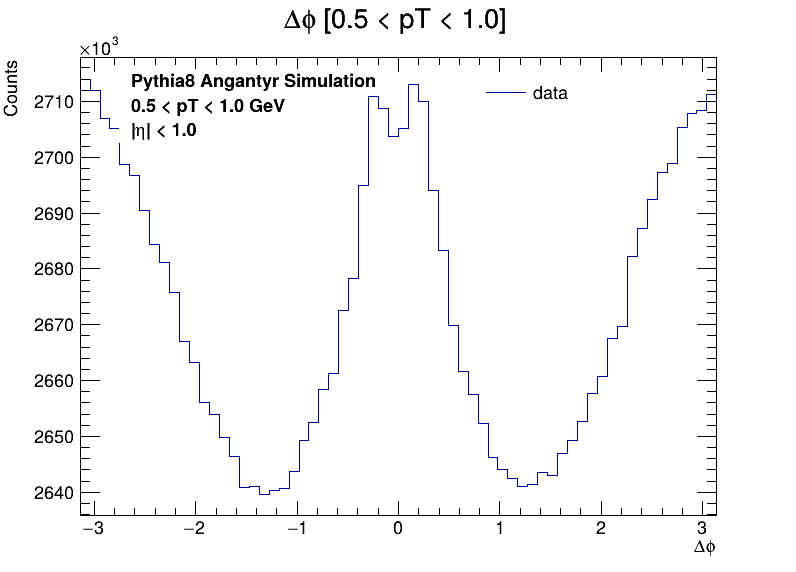 Δϕ [0.5 < pT < 1.0]
×10³
Counts
Pythia8 Angantyr Simulation
0.5 < pT < 1.0 GeV
|η| < 1.0
data
2710
2700
2690
2680
2670
2660
2650
2640
−3 −2 −1 0 1 2 3
Δϕ